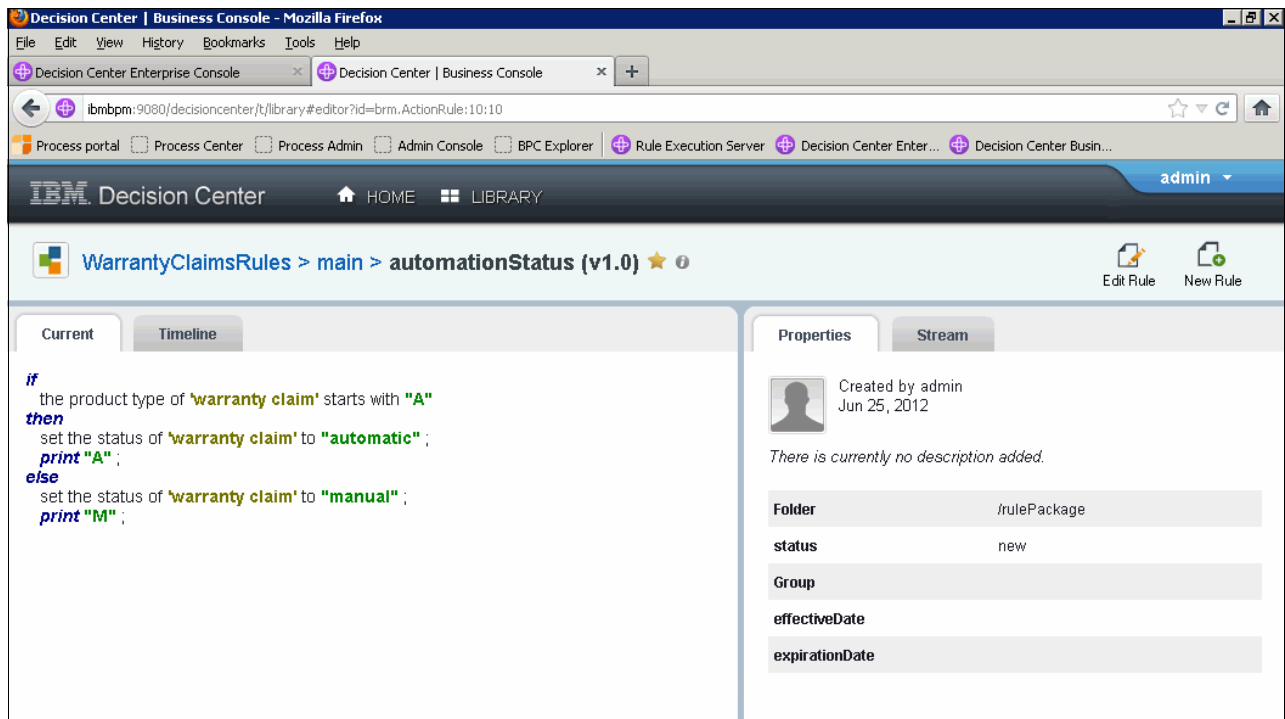 Decision Center | Business Console - Mozilla Firefox
File Edit View History Bookmarks Tools Help
Decision Center Enterprise Console × Decision Center | Business Console × +
ibmbpm:9080/decisioncenter/t/library#editor?id=brm.ActionRule:10:10
Process portal Process Center Process Admin Admin Console BPC Explorer Rule Execution Server Decision Center Enter... Decision Center Busin...
IBM. Decision Center HOME LIBRARY admin
WarrantyClaimsRules > main > automationStatus (v1.0)
Edit Rule New Rule
Current Timeline
if
the product type of 'warranty claim' starts with "A"
then
set the status of 'warranty claim' to "automatic" ;
print "A" ;
else
set the status of 'warranty claim' to "manual" ;
print "M" ;
Properties Stream
Created by admin
Jun 25, 2012
There is currently no description added.
Folder /rulePackage
status new
Group
effectiveDate
expirationDate